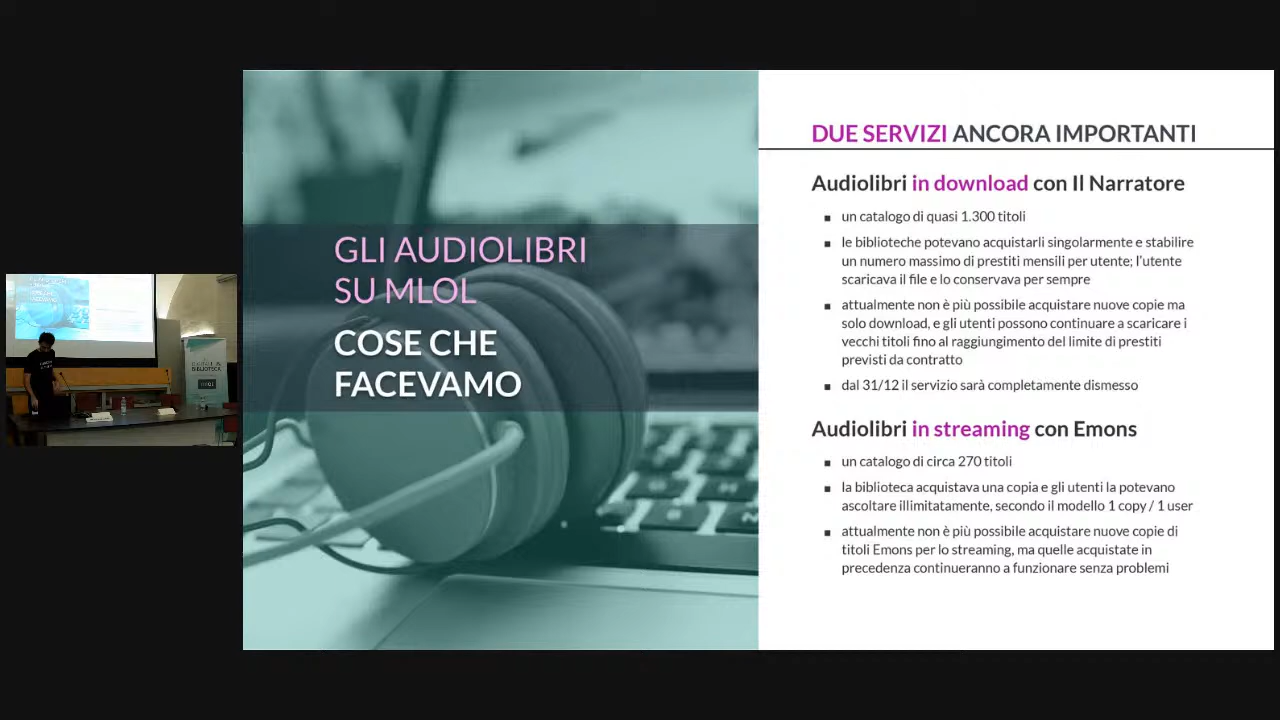 GLI AUDIOLIBRI
SU MLOL
COSE CHE
FACEVAMO
DUE SERVIZI ANCORA IMPORTANTI
Audiolibri in download con Il Narratore
un catalogo di quasi 1.300 titoli
le biblioteche potevano acquistarli singolarmente e stabilire
un numero massimo di prestiti mensili per utente; l'utente
scaricava il file e lo conservava per sempre
attualmente non è più possibile acquistare nuove copie ma
solo download, e gli utenti possono continuare a scaricare i
vecchi titoli fino al raggiungimento del limite di prestiti
previsti da contratto
dal 31/12 il servizio sarà completamente dismesso
Audiolibri in streaming con Emons
un catalogo di circa 270 titoli
la biblioteca acquistava una copia e gli utenti la potevano
ascoltare illimitatamente, secondo il modello 1 copy / 1 user
attualmente non è più possibile acquistare nuove copie di
titoli Emons per lo streaming, ma quelle acquistate in
precedenza continueranno a funzionare senza problemi